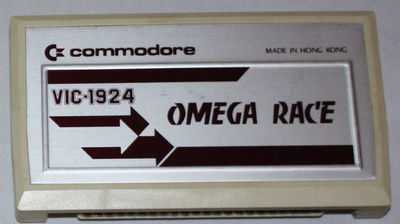 commodore
MADE IN HONG KONG
VIC-1924
OMEGA RACE